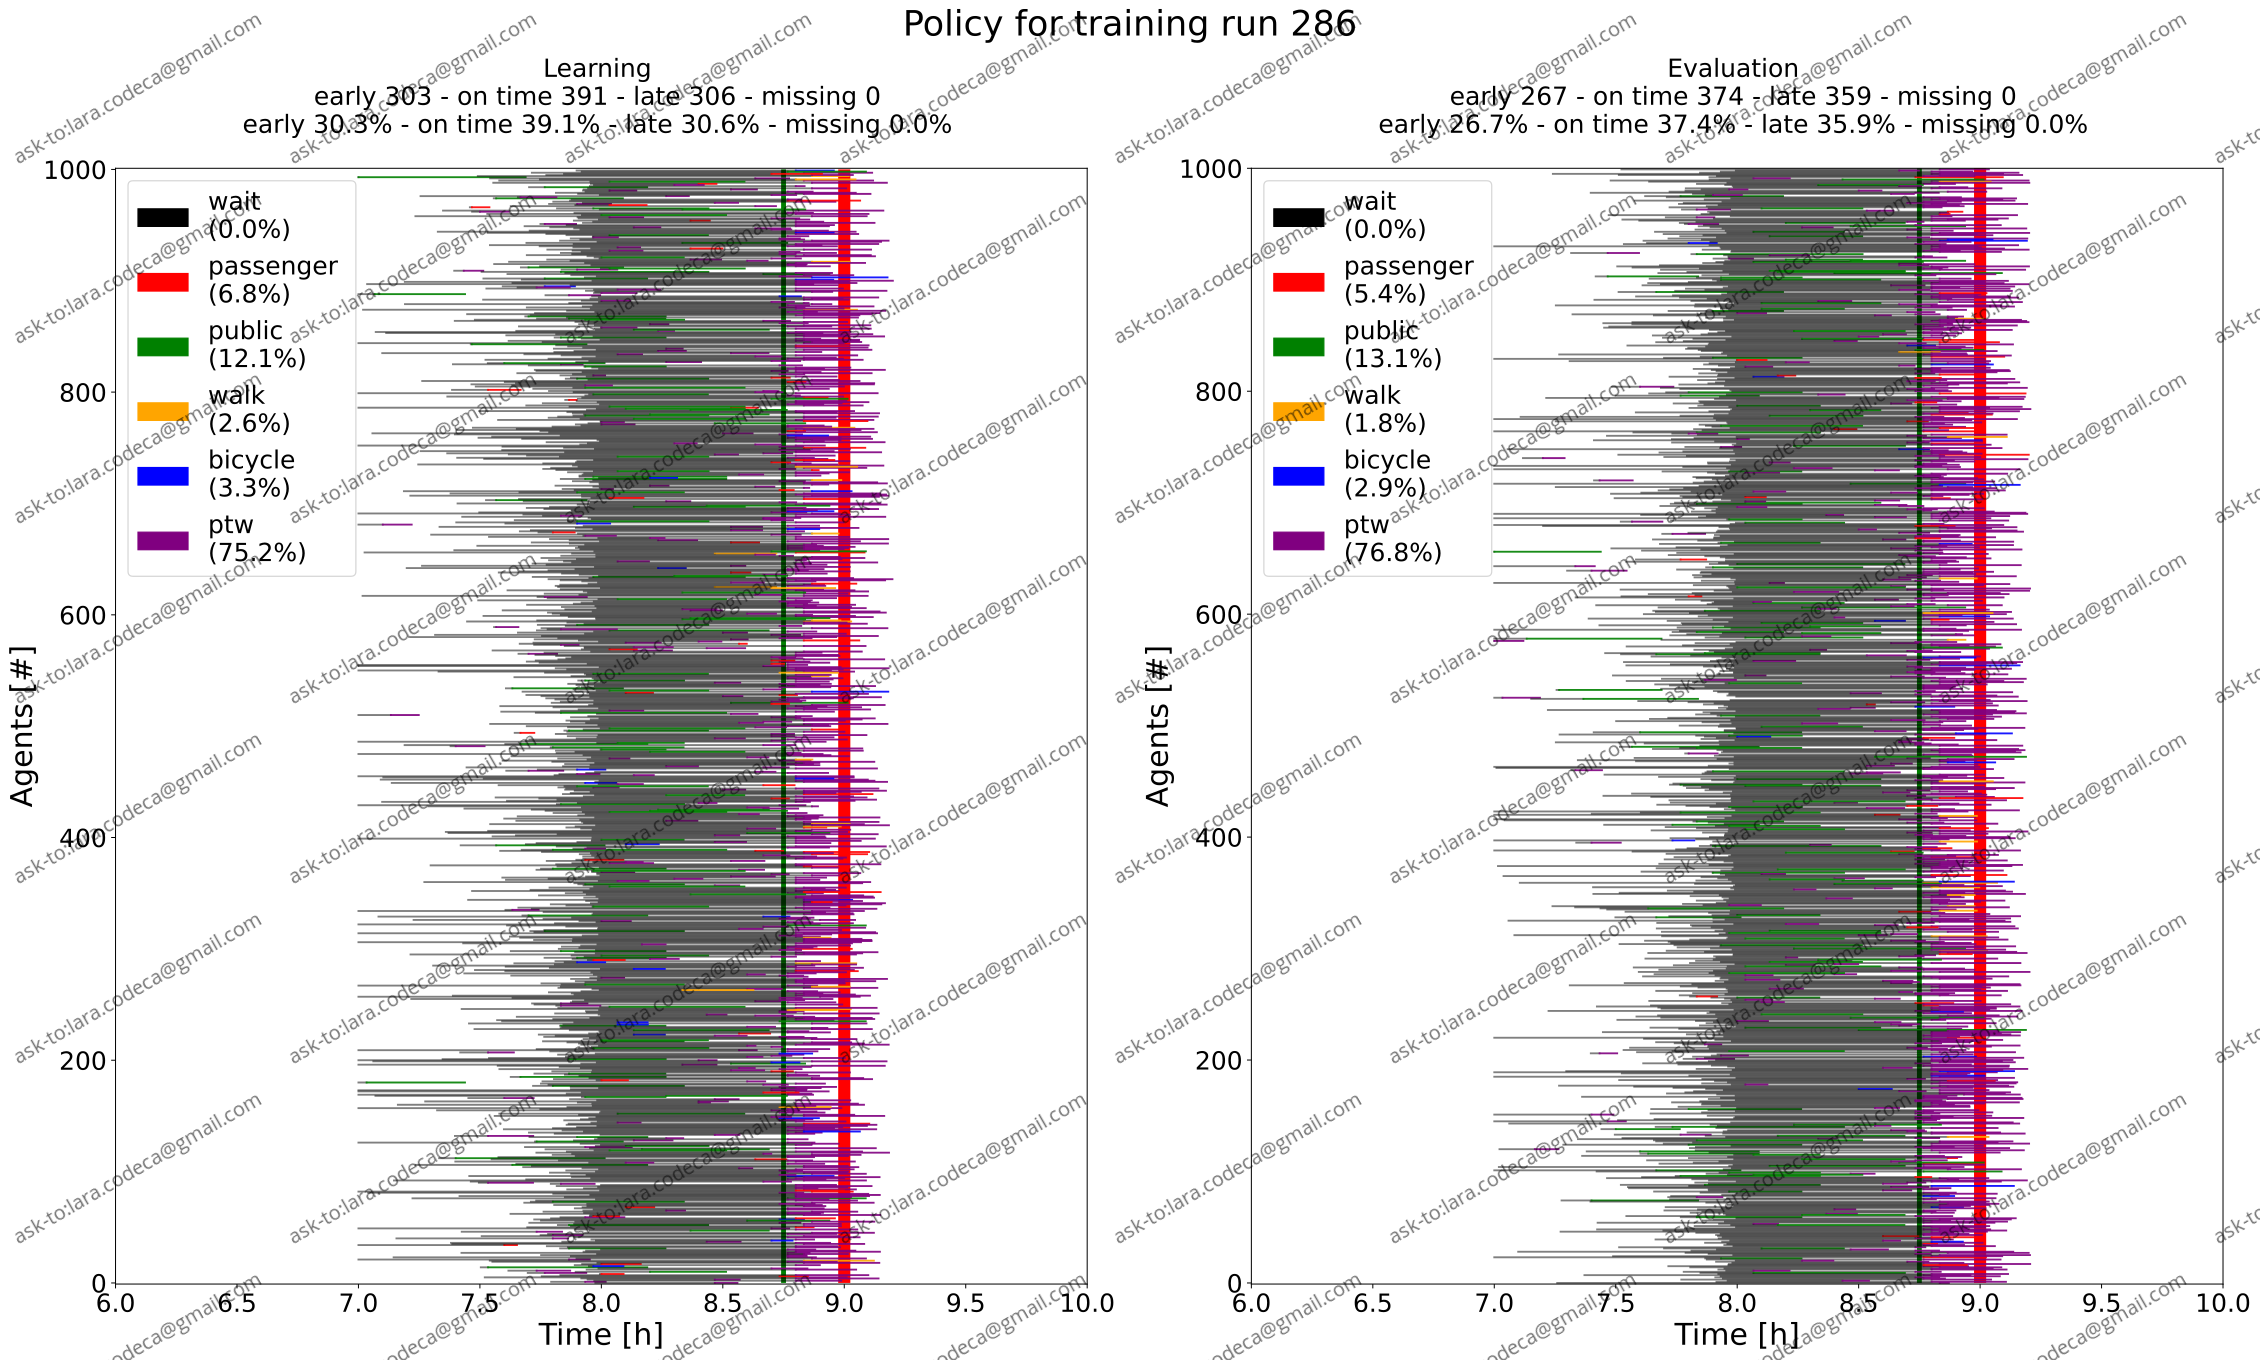 Policy for training run 286
Learning
early 303 - on time 391 - late 306 - missing 0
early 30.3% - on time 39.1% - late 30.6% - missing 0.0%
1000
800
600
400
200
0
Agents [#]
wait
(0.0%)
passenger
(6.8%)
public
(12.1%)
walk
(2.6%)
bicycle
(3.3%)
ptw
(75.2%)
6.0 6.5 7.0 7.5 8.0 8.5 9.0 9.5 10.0
Time [h]
Evaluation
early 267 - on time 374 - late 359 - missing 0
early 26.7% - on time 37.4% - late 35.9% - missing 0.0%
1000
800
600
400
200
0
Agents [#]
wait
(0.0%)
passenger
(5.4%)
public
(13.1%)
walk
(1.8%)
bicycle
(2.9%)
ptw
(76.8%)
6.0 6.5 7.0 7.5 8.0 8.5 9.0 9.5 10.0
Time [h]
ask-to:lara.codeca@gmail.com